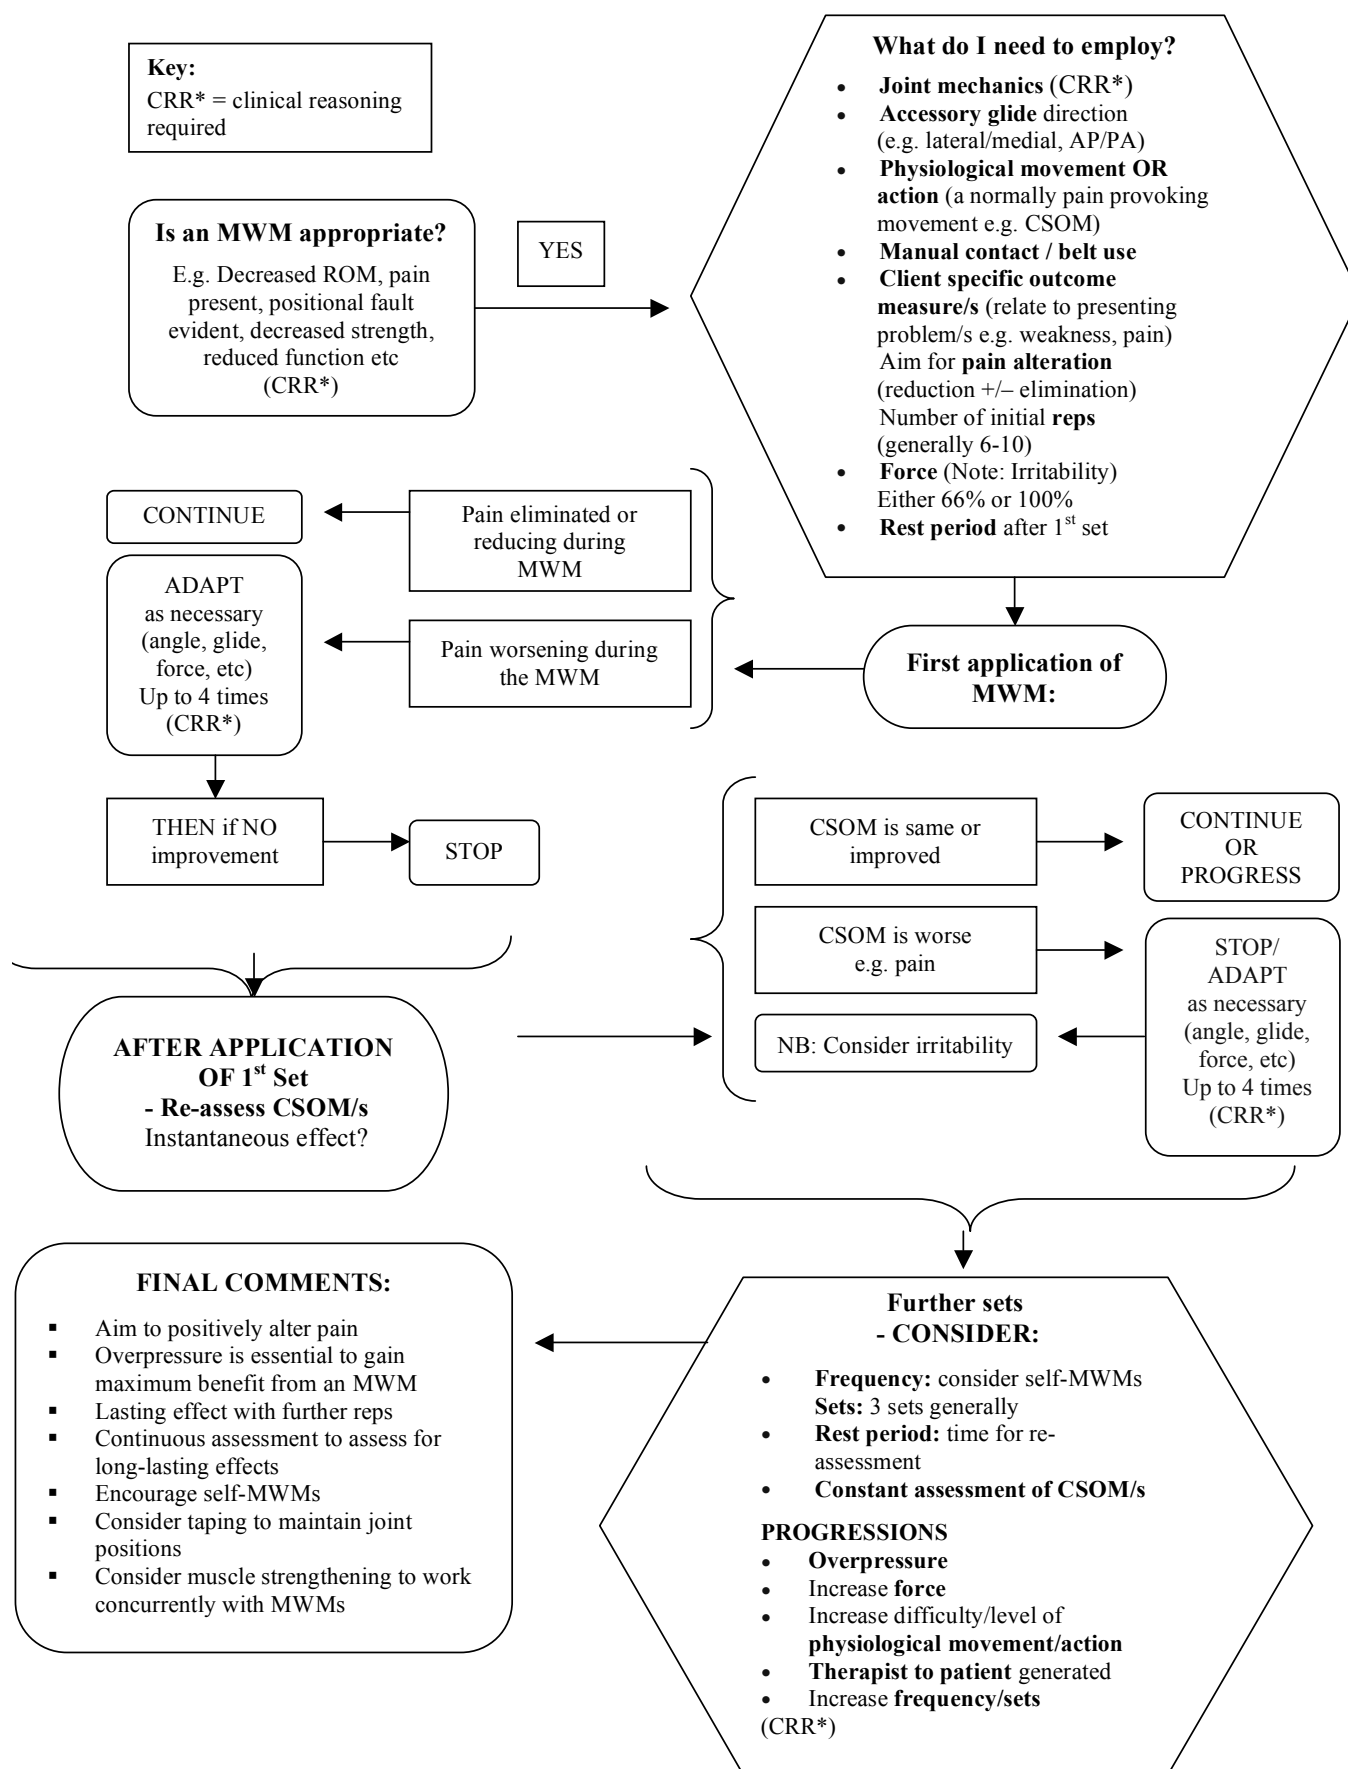 Key:
CRR* = clinical reasoning
required
What do I need to employ?
• Joint mechanics (CRR*)
• Accessory glide direction
(e.g. lateral/medial, AP/PA)
• Physiological movement OR
action (a normally pain provoking
movement e.g. CSOM)
• Manual contact / belt use
• Client specific outcome
measure/s (relate to presenting
problem/s e.g. weakness, pain)
Aim for pain alteration
(reduction +/– elimination)
Number of initial reps
(generally 6-10)
• Force (Note: Irritability)
Either 66% or 100%
• Rest period after 1st set
Is an MWM appropriate?
E.g. Decreased ROM, pain
present, positional fault
evident, decreased strength,
reduced function etc
(CRR*)
YES
First application of
MWM:
Pain eliminated or
reducing during
MWM
CONTINUE
Pain worsening during
the MWM
ADAPT
as necessary
(angle, glide,
force, etc)
Up to 4 times
(CRR*)
THEN if NO
improvement
STOP
AFTER APPLICATION
OF 1st Set
- Re-assess CSOM/s
Instantaneous effect?
CSOM is same or
improved
CONTINUE
OR
PROGRESS
CSOM is worse
e.g. pain
STOP/
ADAPT
as necessary
(angle, glide,
force, etc)
Up to 4 times
(CRR*)
NB: Consider irritability
Further sets
- CONSIDER:
• Frequency: consider self-MWMs
Sets: 3 sets generally
• Rest period: time for re-
assessment
• Constant assessment of CSOM/s
PROGRESSIONS
• Overpressure
• Increase force
• Increase difficulty/level of
physiological movement/action
• Therapist to patient generated
• Increase frequency/sets
(CRR*)
FINAL COMMENTS:
▪ Aim to positively alter pain
▪ Overpressure is essential to gain
maximum benefit from an MWM
▪ Lasting effect with further reps
▪ Continuous assessment to assess for
long-lasting effects
▪ Encourage self-MWMs
▪ Consider taping to maintain joint
positions
▪ Consider muscle strengthening to work
concurrently with MWMs